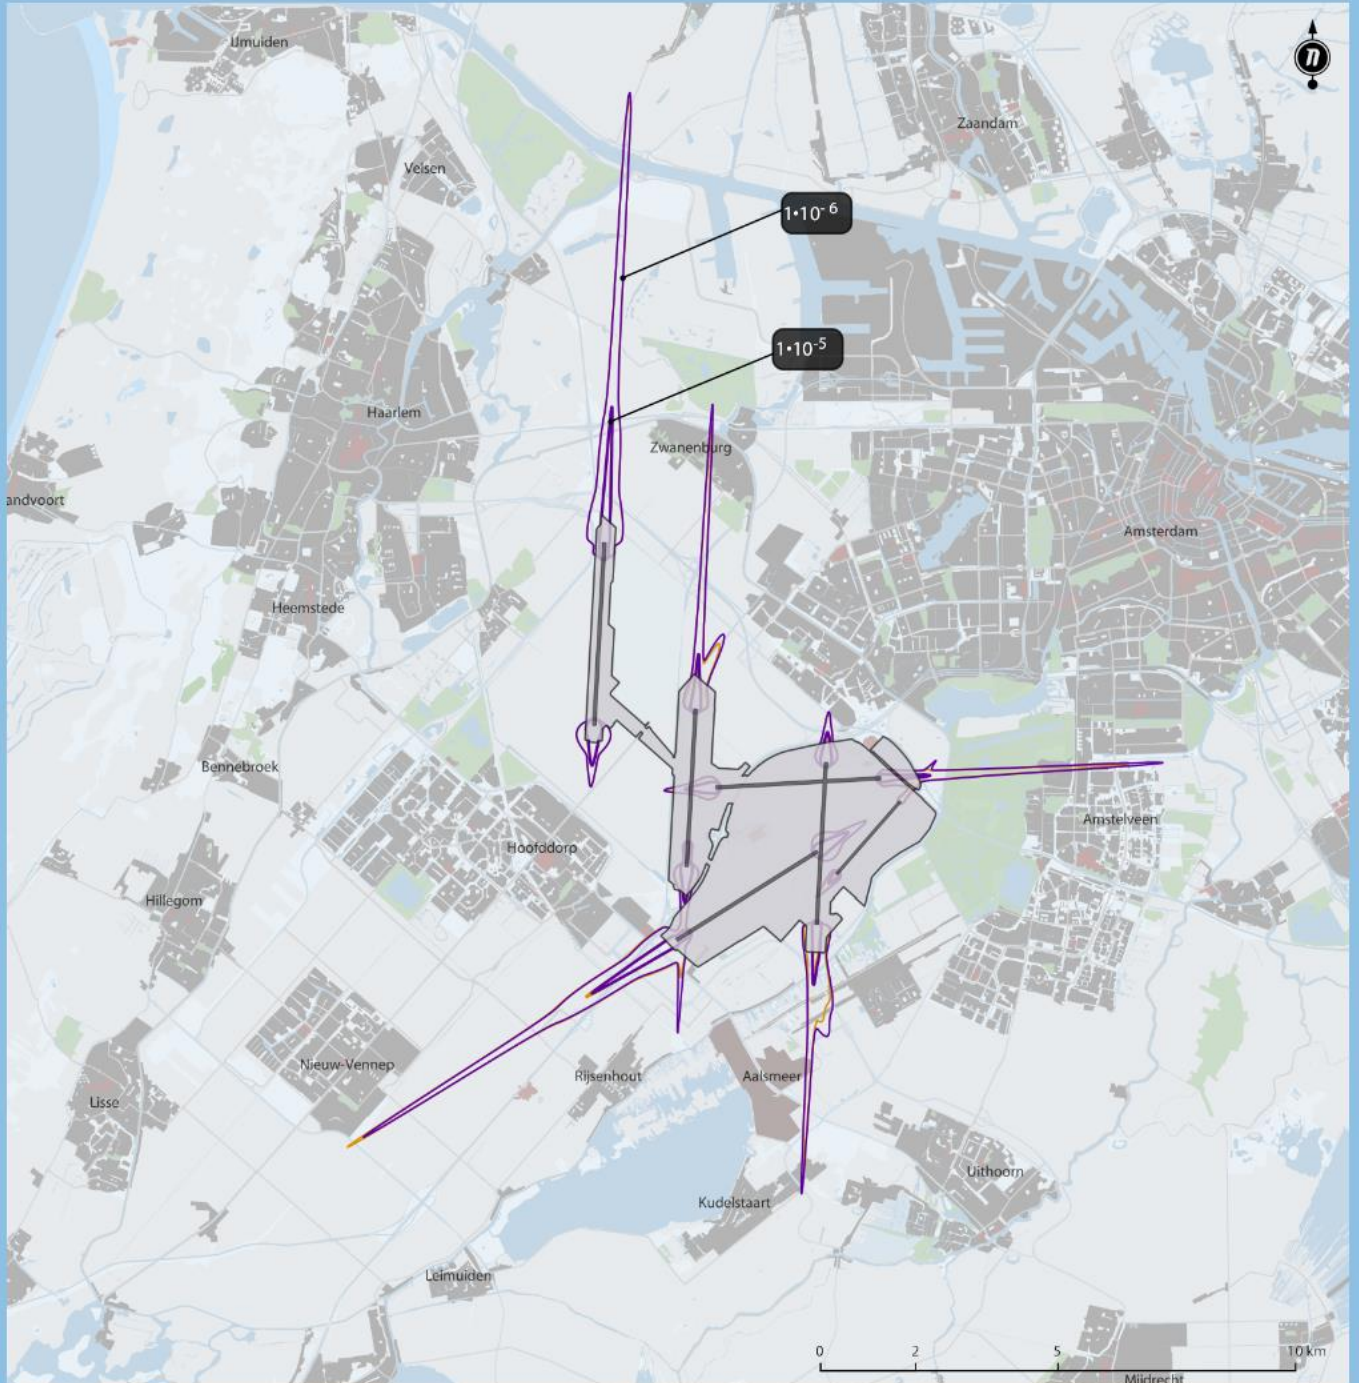 IJmuiden
n
Zaandam
Velsen
1•10⁻⁶
1•10⁻⁵
Haarlem
Zwanenburg
andvoort
Amsterdam
Heemstede
Bennebroek
Amstelveen
Hoofddorp
Hillegom
Nieuw-Vennep
Rijsenhout
Aalsmeer
Lisse
Uithoorn
Kudelstaart
Leimuiden
0 2 5 10 km
Mijdrecht